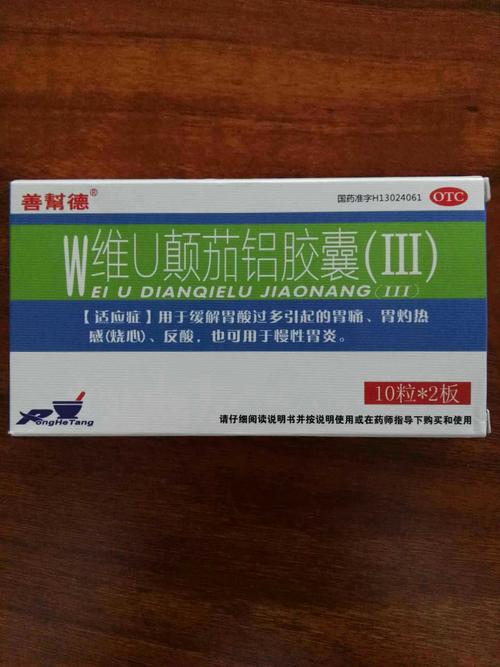 善幫德®
国药准字H13024061 OTC
维U颠茄铝胶囊(III)
WEI U DIANQIELU JIAONANG(III)
【适应症】用于缓解胃酸过多引起的胃痛、胃灼热
感(烧心)、反酸，也可用于慢性胃炎。
10粒*2板
RongHeTang
请仔细阅读说明书并按说明使用或在药师指导下购买和使用